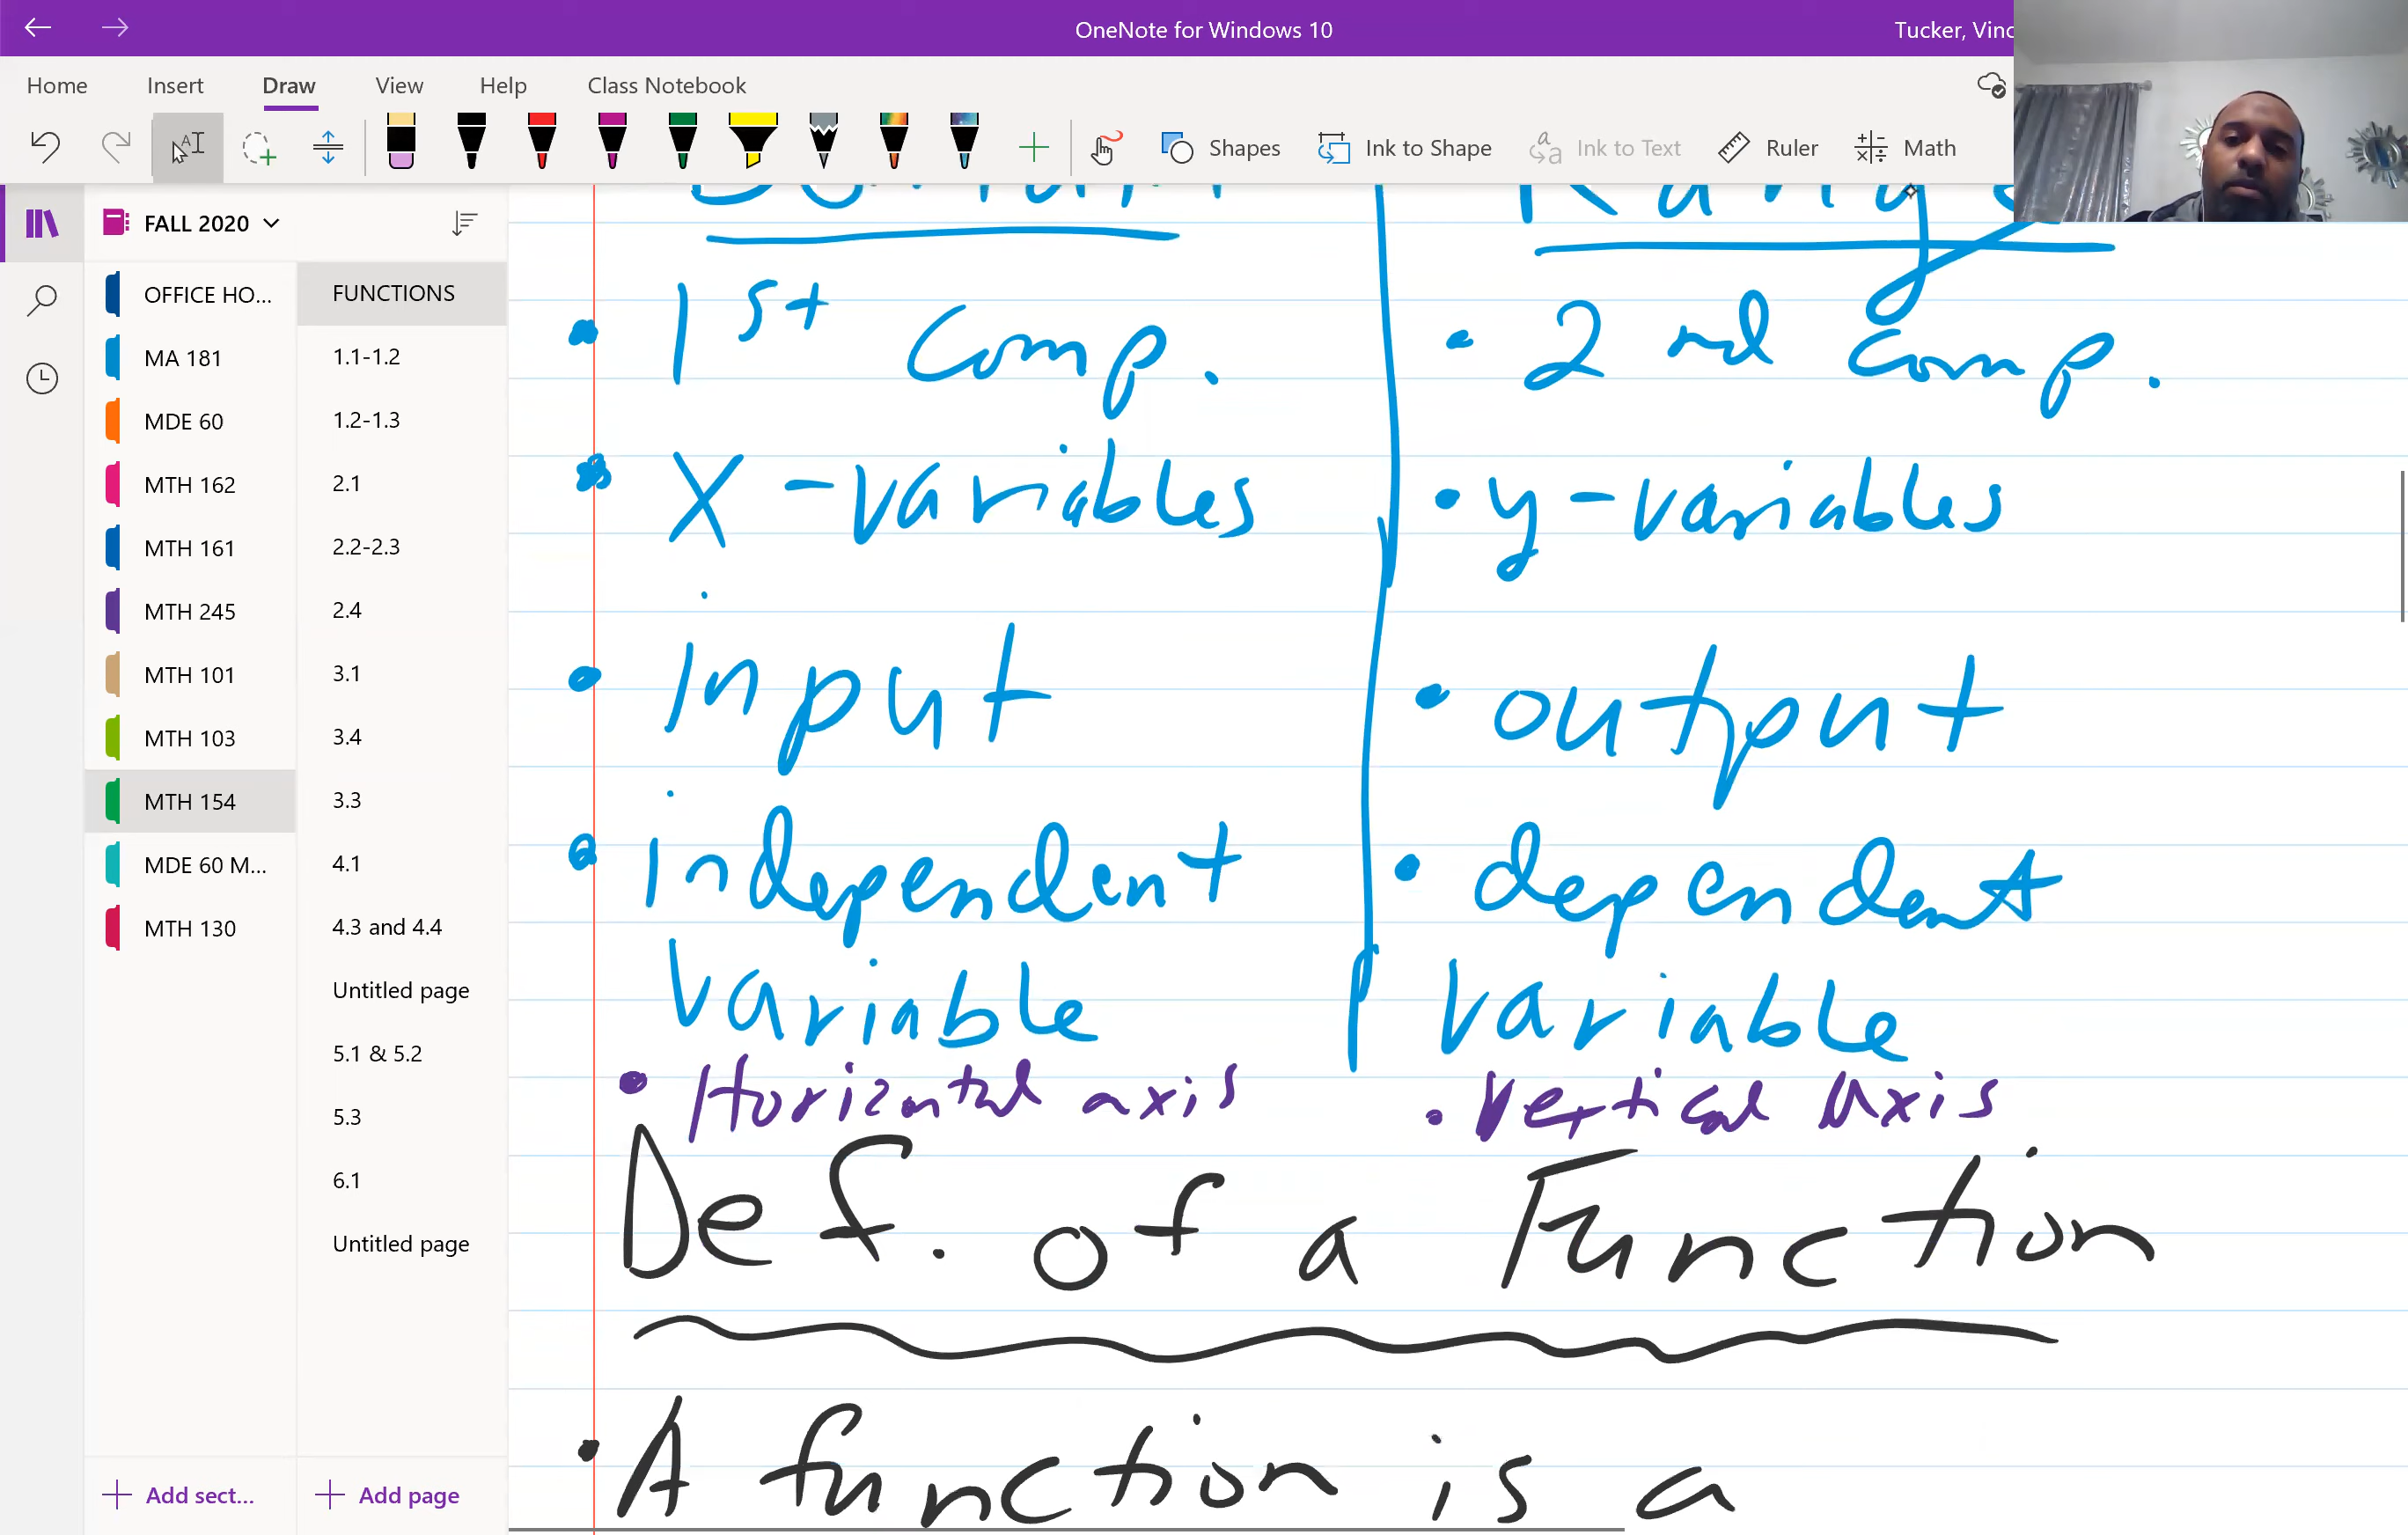 OneNote for Windows 10
Tucker, Vinc
Home Insert Draw View Help Class Notebook
Shapes Ink to Shape Ink to Text Ruler Math
FALL 2020
OFFICE HO...
MA 181
MDE 60
MTH 162
MTH 161
MTH 245
MTH 101
MTH 103
MTH 154
MDE 60 M...
MTH 130
Add sect...
FUNCTIONS
1.1-1.2
1.2-1.3
2.1
2.2-2.3
2.4
3.1
3.4
3.3
4.1
4.3 and 4.4
Untitled page
5.1 & 5.2
5.3
6.1
Untitled page
Add page
Domain Range
• 1st Comp. • 2nd Comp.
• X-variables • y-variables
• input • output
• independent • dependent
variable variable
• Horizontal axis • Vertical axis
Def. of a Function
• A function is a